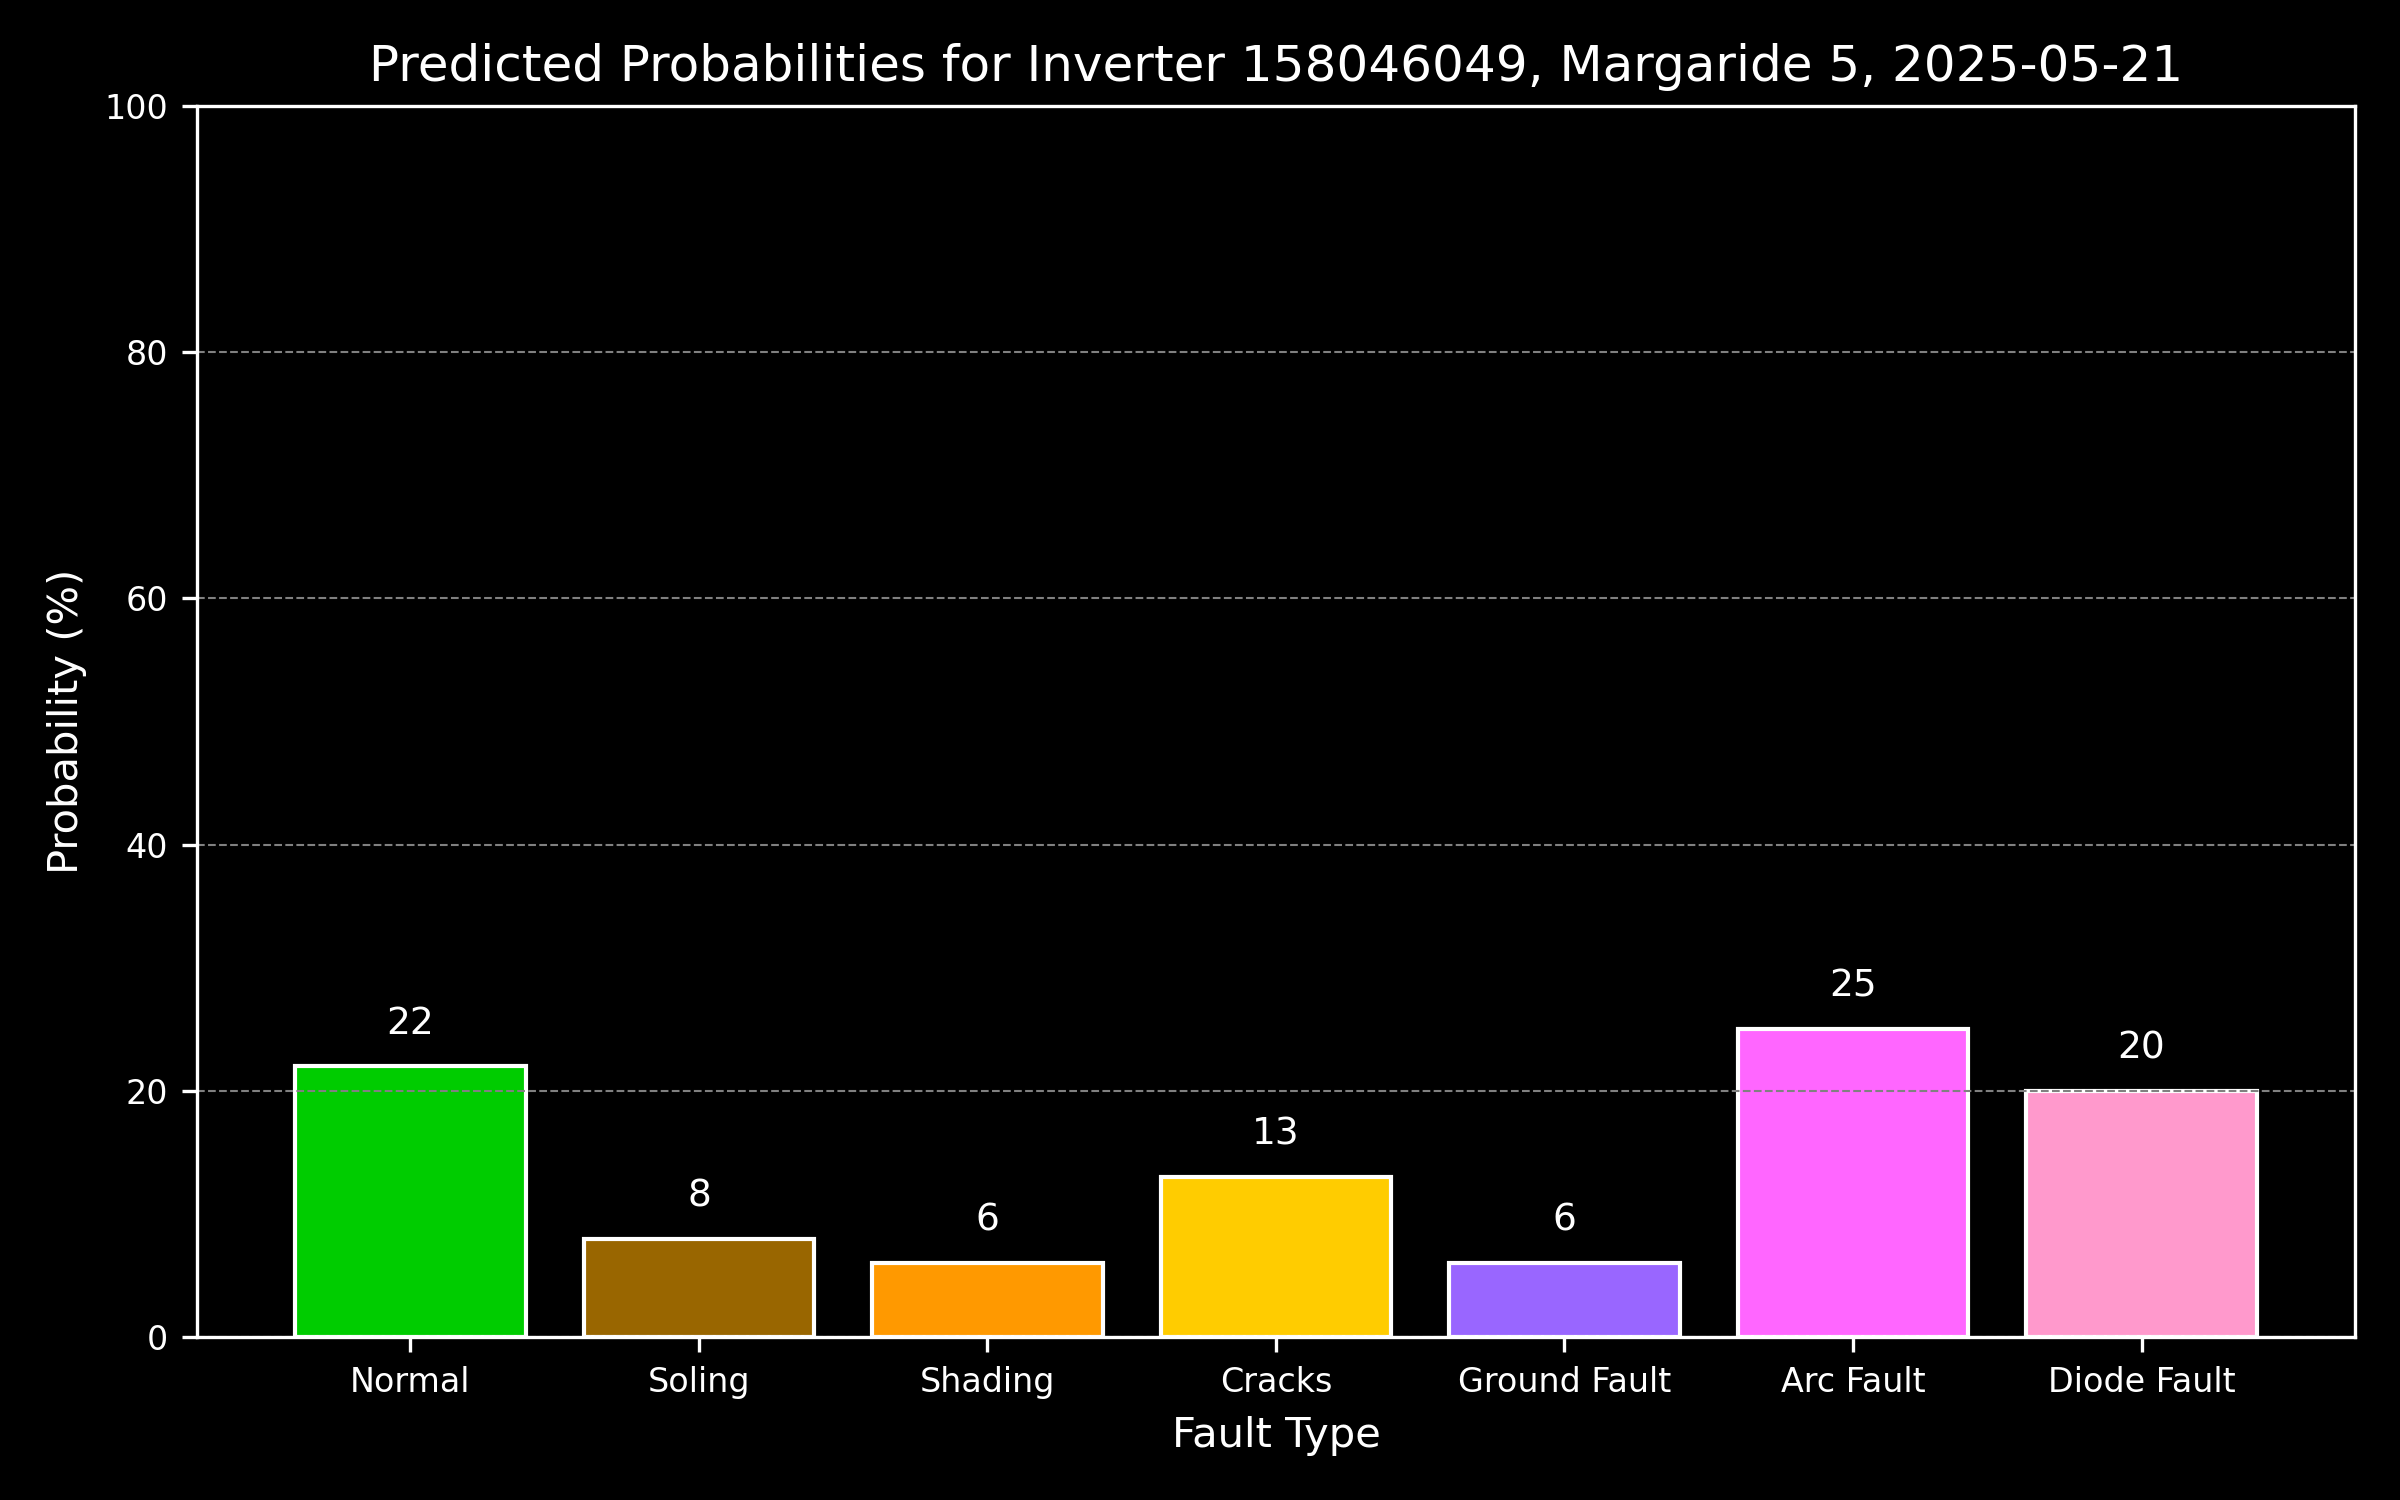 Predicted Probabilities for Inverter 158046049, Margaride 5, 2025-05-21
Probability (%)
100
80
60
40
20
0
22
8
6
13
6
25
20
Normal
Soling
Shading
Cracks
Ground Fault
Arc Fault
Diode Fault
Fault Type